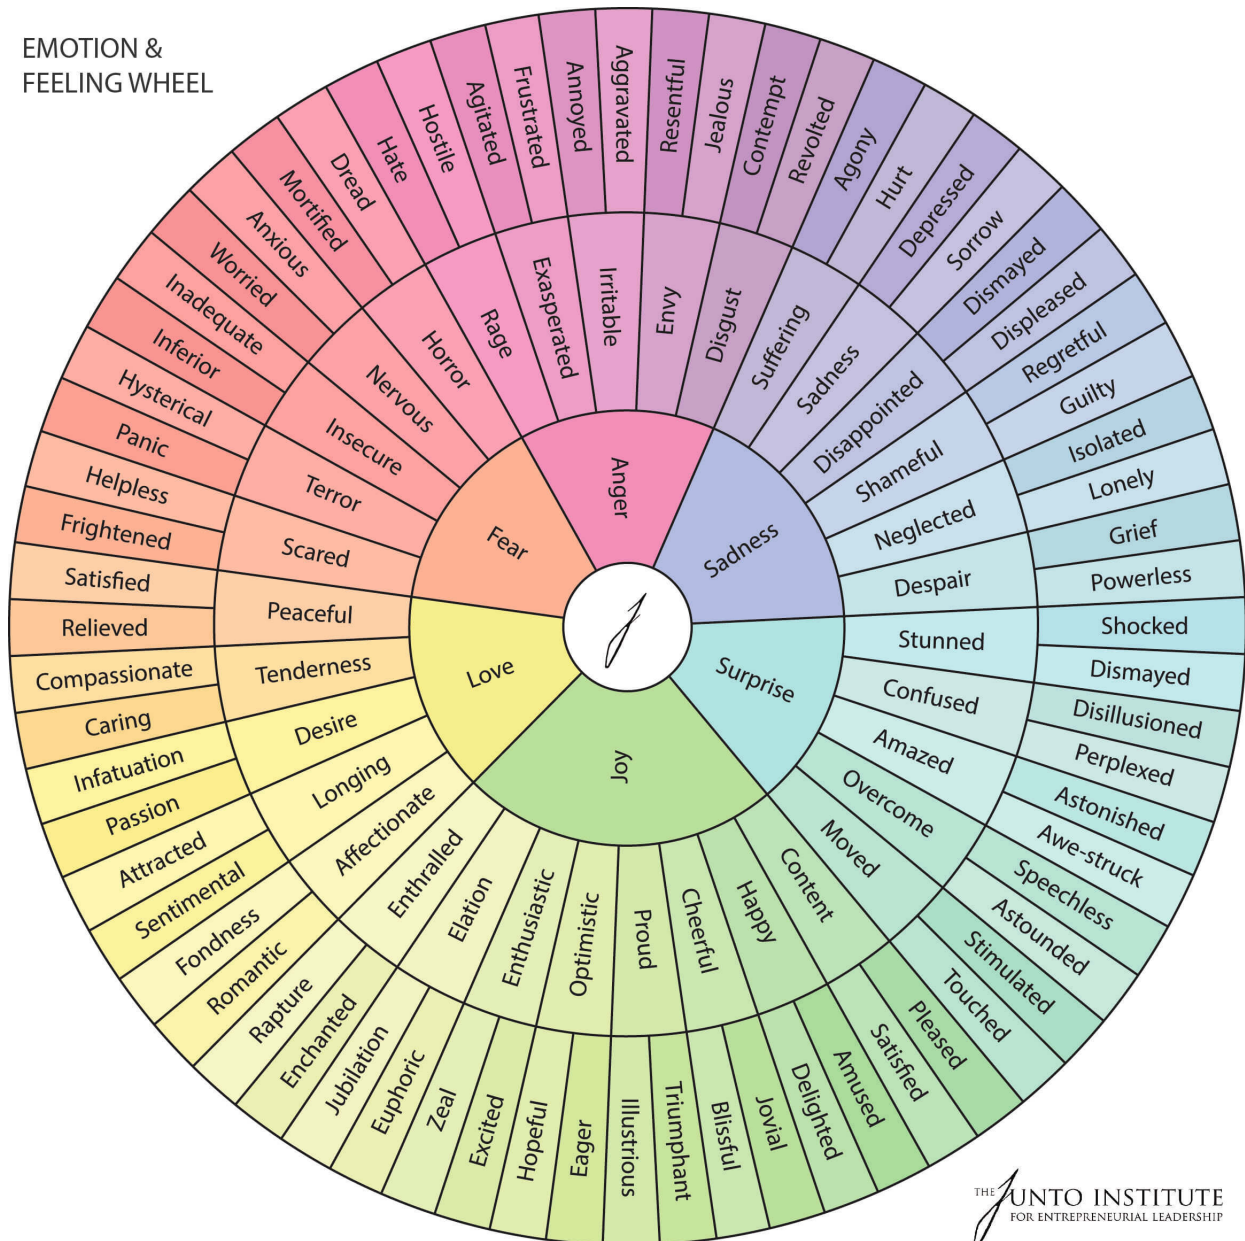 EMOTION &
FEELING WHEEL
Anger
Sadness
Surprise
Joy
Love
Fear
Rage
Exasperated
Irritable
Envy
Disgust
Suffering
Sadness
Disappointed
Shameful
Neglected
Despair
Stunned
Confused
Amazed
Overcome
Moved
Content
Happy
Cheerful
Proud
Optimistic
Enthusiastic
Elation
Enthralled
Affectionate
Longing
Desire
Tenderness
Peaceful
Scared
Terror
Insecure
Nervous
Horror
Hate
Hostile
Agitated
Frustrated
Annoyed
Aggravated
Resentful
Jealous
Contempt
Revolted
Agony
Hurt
Depressed
Sorrow
Dismayed
Displeased
Regretful
Guilty
Isolated
Lonely
Grief
Powerless
Shocked
Dismayed
Disillusioned
Perplexed
Astonished
Awe-struck
Speechless
Astounded
Stimulated
Touched
Pleased
Satisfied
Amused
Delighted
Jovial
Blissful
Triumphant
Illustrious
Eager
Hopeful
Excited
Zeal
Euphoric
Jubilation
Enchanted
Rapture
Romantic
Fondness
Sentimental
Attracted
Passion
Infatuation
Caring
Compassionate
Relieved
Satisfied
Frightened
Helpless
Panic
Hysterical
Inferior
Inadequate
Worried
Anxious
Mortified
Dread
THE JUNTO INSTITUTE
FOR ENTREPRENEURIAL LEADERSHIP